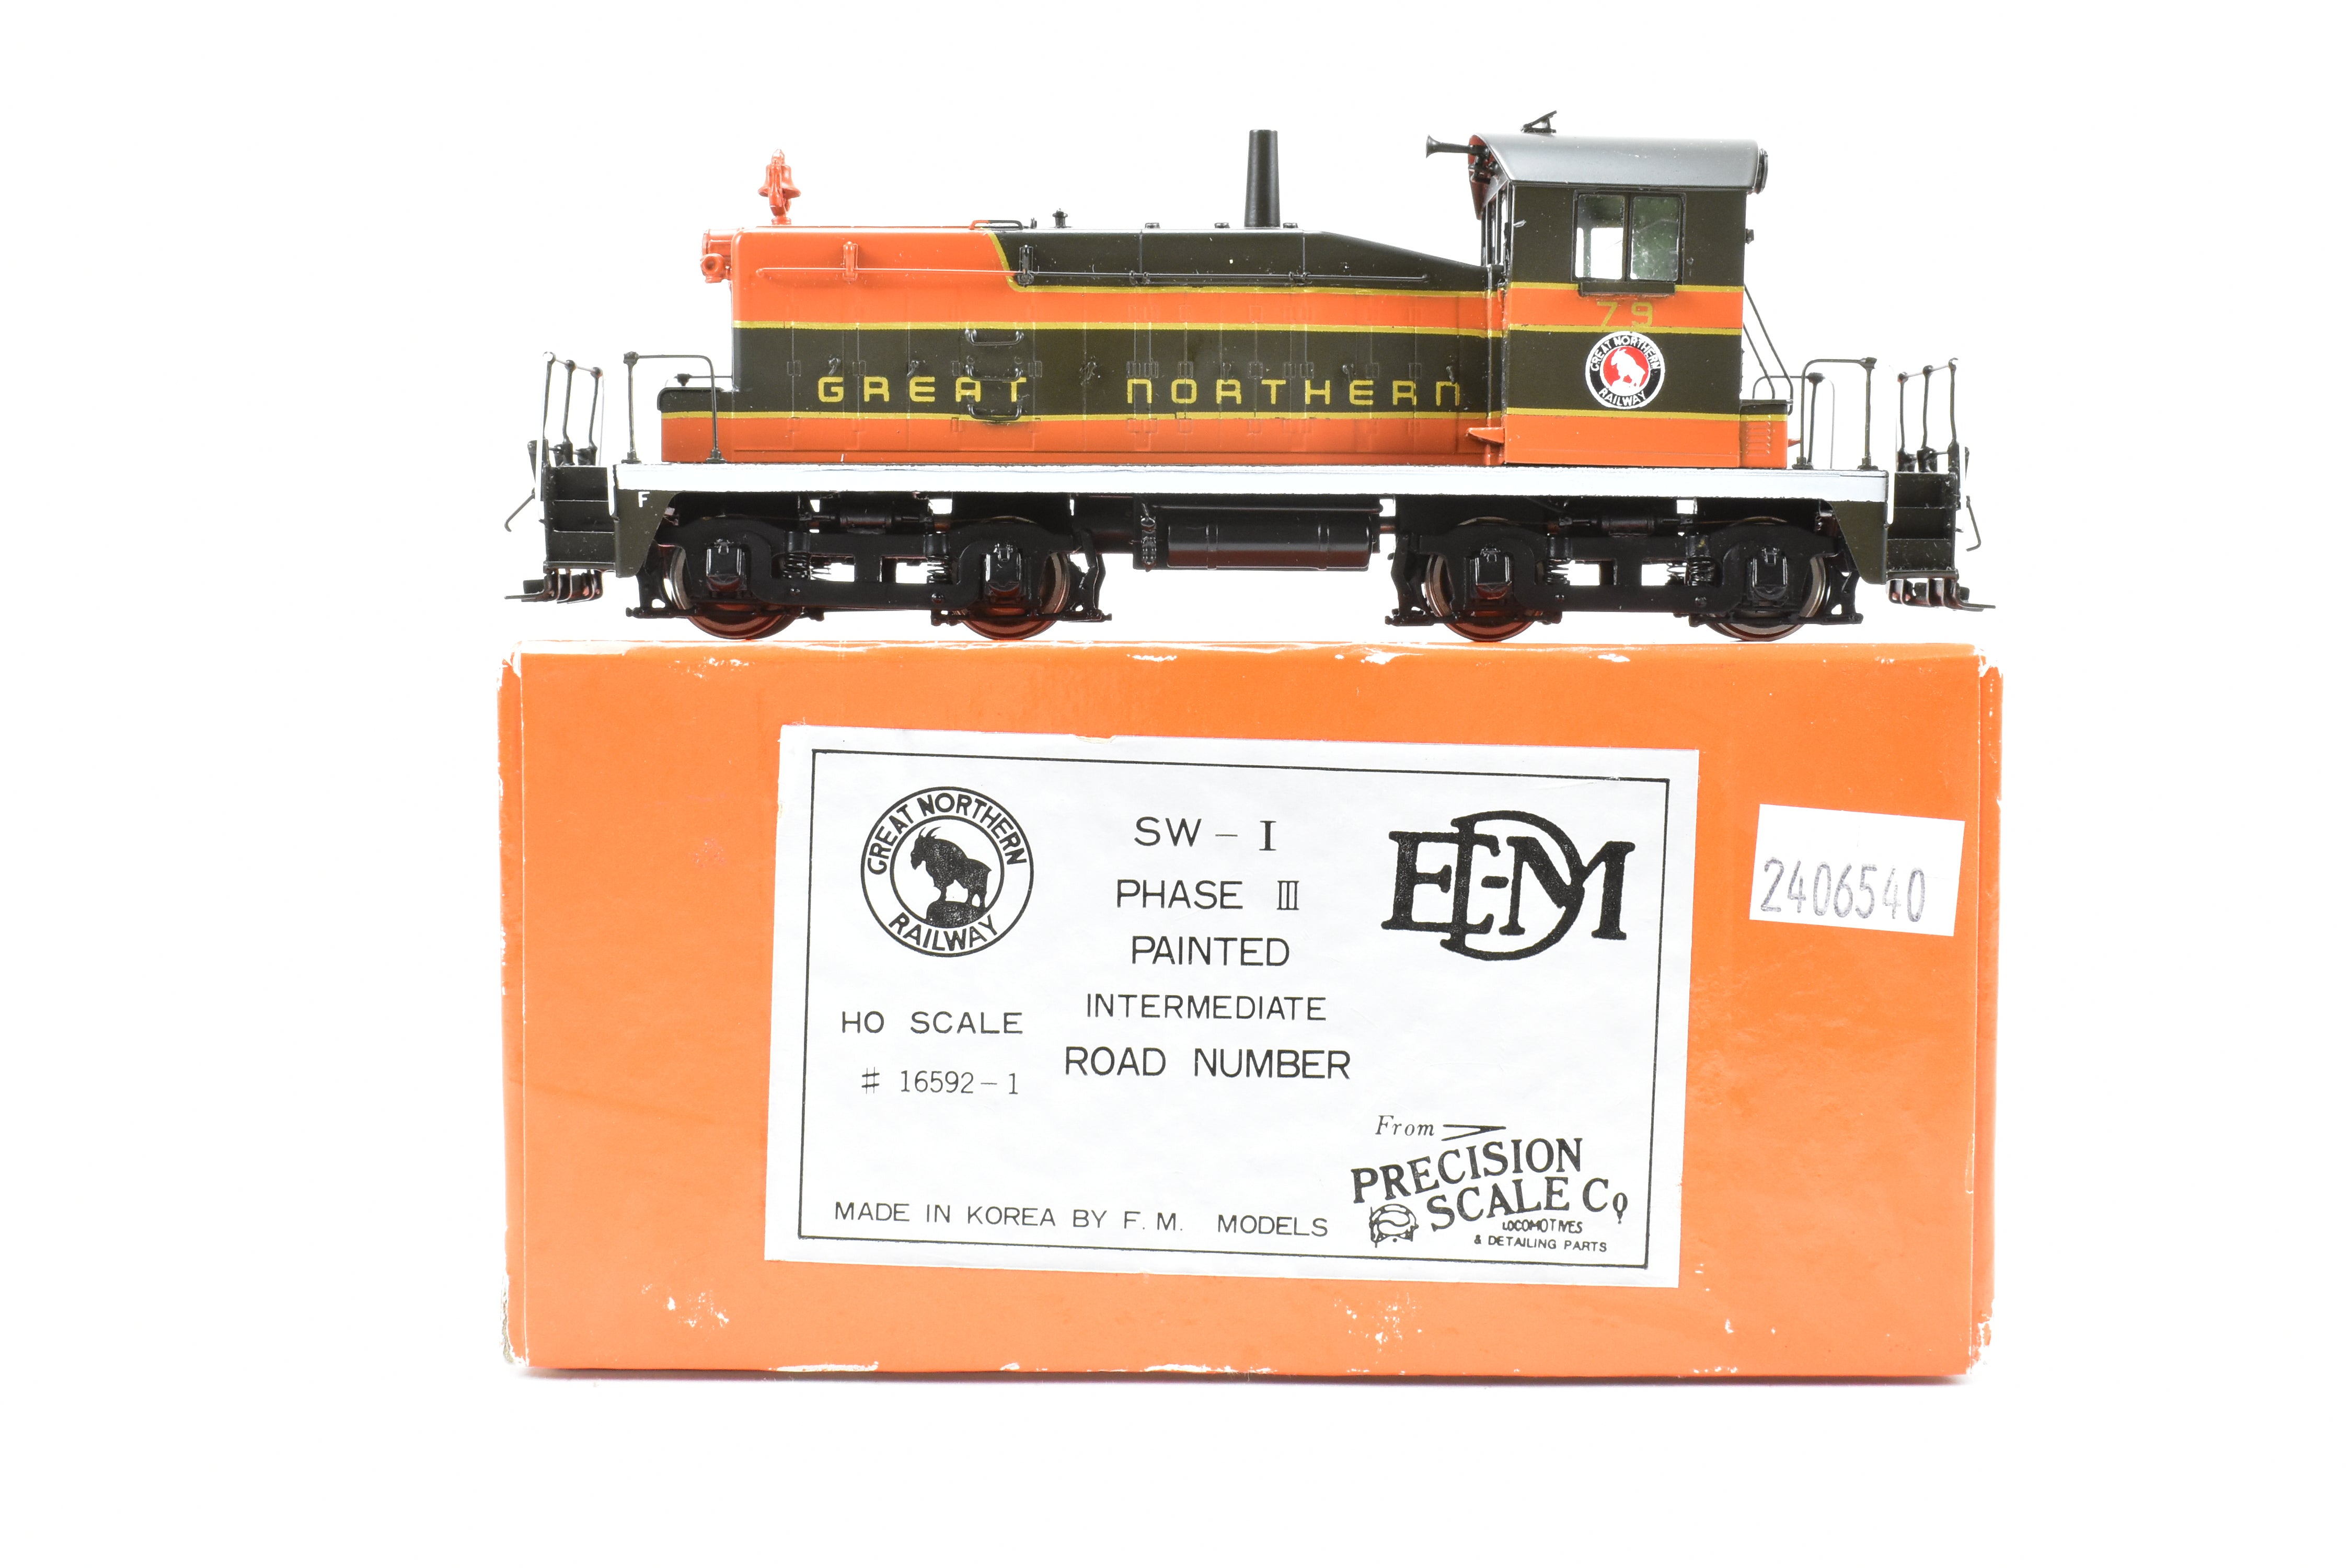 79
GREAT NORTHERN
GREAT NORTHERN
RAILWAY
F
GREAT NORTHERN
RAILWAY
SW-I
PHASE III
PAINTED
INTERMEDIATE
ROAD NUMBER
HO SCALE
# 16592-1
EDM
2406540
From
PRECISION
SCALE Co
LOCOMOTIVES
& DETAILING PARTS
MADE IN KOREA BY F. M. MODELS